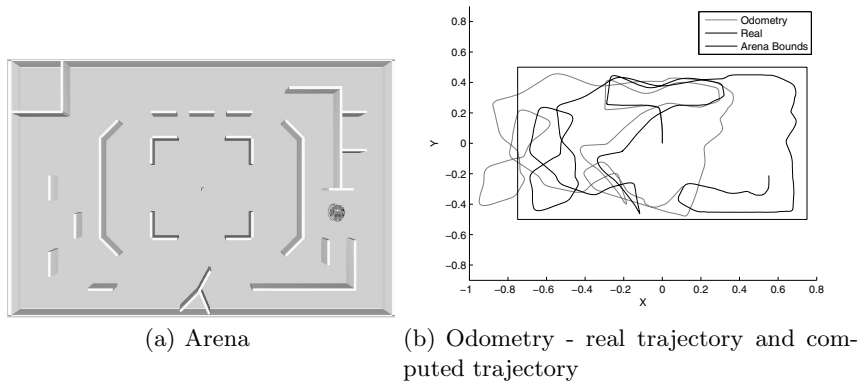 Odometry
Real
Arena Bounds
0.8
0.6
0.4
0.2
0
−0.2
−0.4
−0.6
−0.8
Y
−1 −0.8 −0.6 −0.4 −0.2 0 0.2 0.4 0.6 0.8
X
(a) Arena
(b) Odometry - real trajectory and com-
puted trajectory